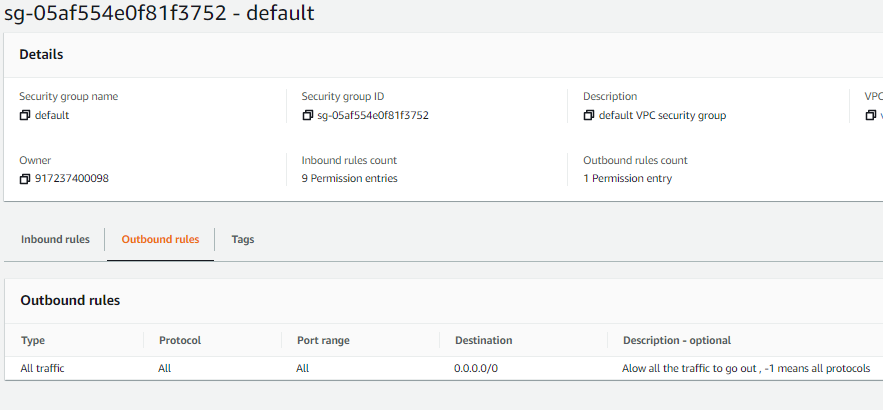 sg-05af554e0f81f3752 - default
Details
Security group name
default
Security group ID
sg-05af554e0f81f3752
Description
default VPC security group
VPC
Owner
917237400098
Inbound rules count
9 Permission entries
Outbound rules count
1 Permission entry
Inbound rules
Outbound rules
Tags
Outbound rules
Type Protocol Port range Destination Description - optional
All traffic All All 0.0.0.0/0 Alow all the traffic to go out , -1 means all protocols